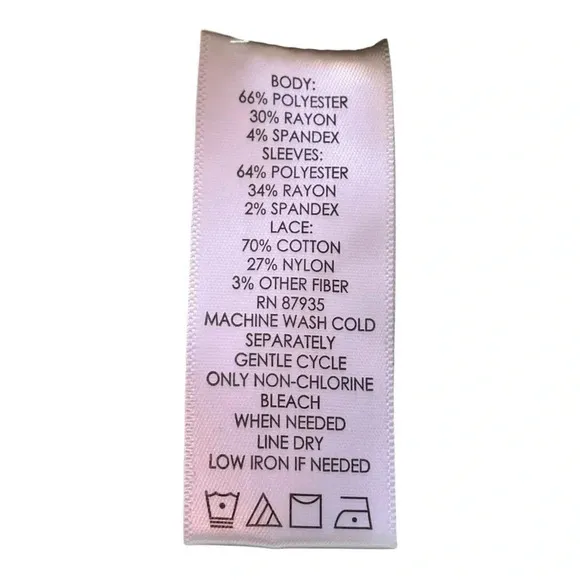 BODY:
66% POLYESTER
30% RAYON
4% SPANDEX
SLEEVES:
64% POLYESTER
34% RAYON
2% SPANDEX
LACE:
70% COTTON
27% NYLON
3% OTHER FIBER
RN 87935
MACHINE WASH COLD
SEPARATELY
GENTLE CYCLE
ONLY NON-CHLORINE
BLEACH
WHEN NEEDED
LINE DRY
LOW IRON IF NEEDED